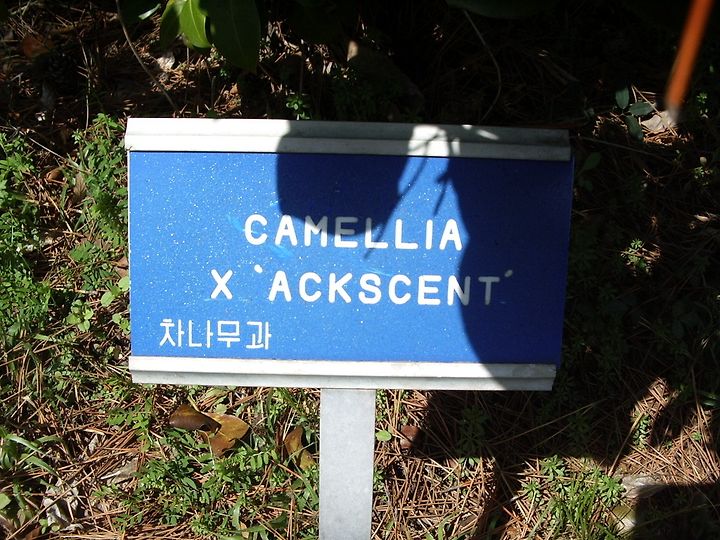 CAMELLIA
X 'ACKSCENT'
차나무과